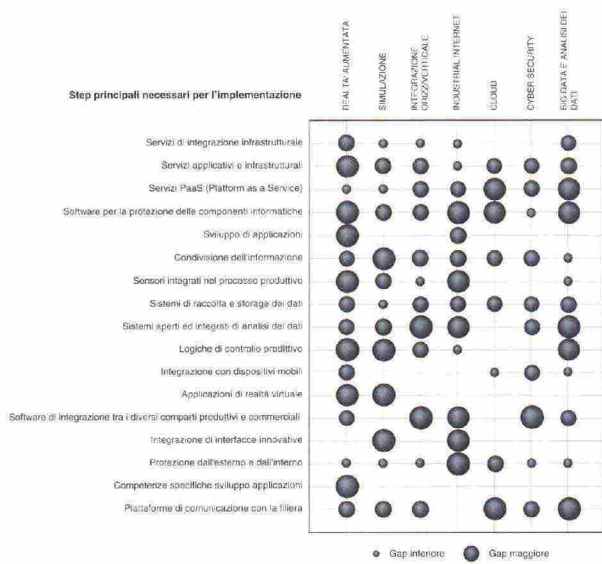 Step principali necessari per l'implementazione
REALTA' AUMENTATA
SIMULAZIONE
INTEGRAZIONE
ORIZZ/VERTICALE
INDUSTRIAL INTERNET
CLOUD
CYBER SECURITY
BIG DATA E ANALISI DEI
DATI
Servizi di integrazione infrastrutturale
Servizi applicativi e infrastrutturali
Servizi PaaS (Platform as a Service)
Software per la protezione delle componenti informatiche
Sviluppo di applicazioni
Condivisione dell'informazione
Sensori integrati nel processo produttivo
Sistemi di raccolta e storage dei dati
Sistemi aperti ed integrati di analisi dei dati
Logiche di controllo predittivo
Integrazione con dispositivi mobili
Applicazioni di realtà virtuale
Software di integrazione tra i diversi comparti produttivi e commerciali
Integrazione di interfacce innovative
Protezione dall'esterno e dall'interno
Competenze specifiche sviluppo applicazioni
Piattaforme di comunicazione con la filiera
Gap inferiore
Gap maggiore